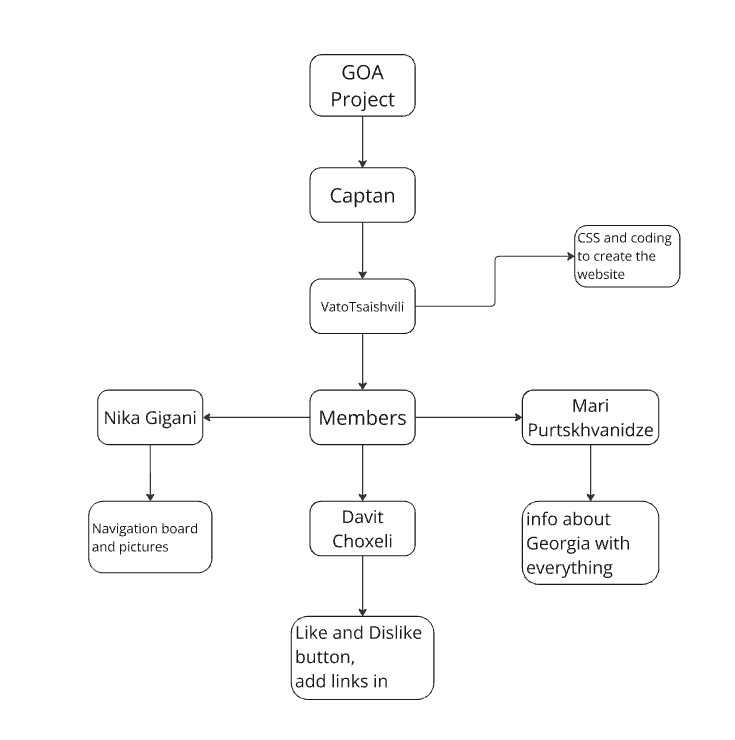 GOA
Project
Captan
CSS and coding
to create the
website
VatoTsaishvili
Nika Gigani
Members
Mari
Purtskhvanidze
Navigation board
and pictures
Davit
Choxeli
info about
Georgia with
everything
Like and Dislike
button,
add links in